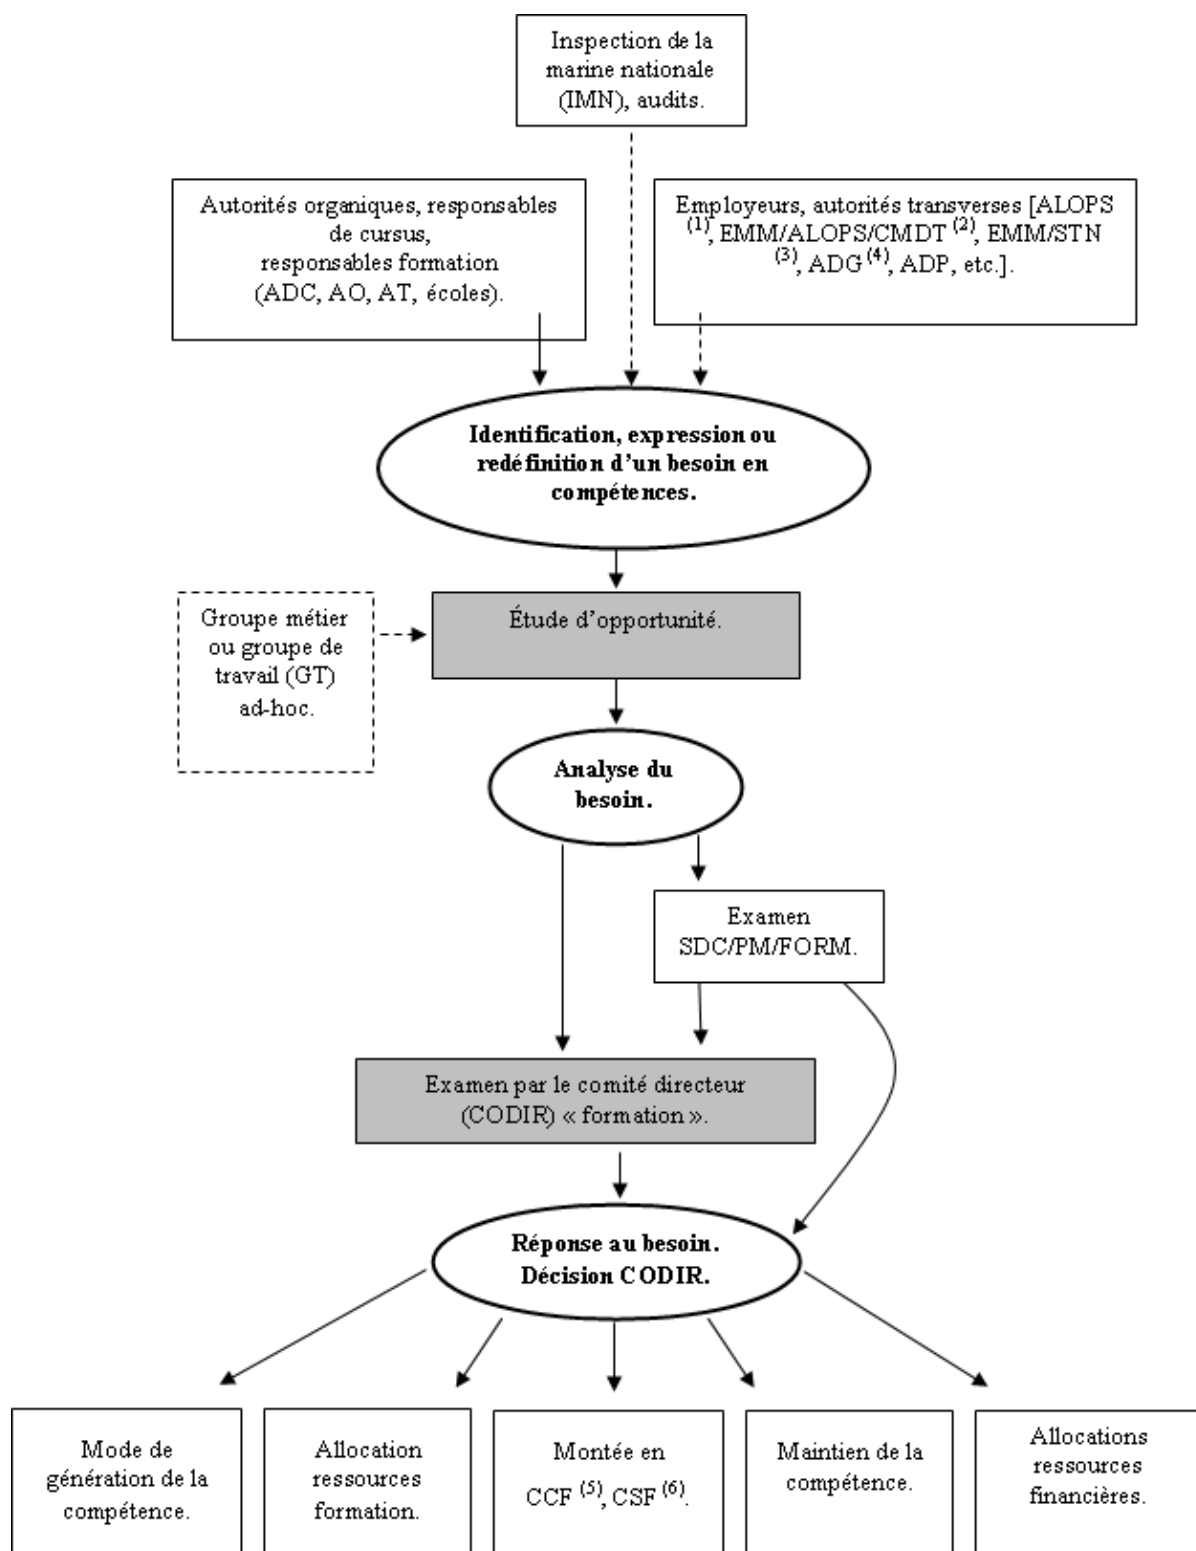 Inspection de la
marine nationale
(IMN), audits.
Autorités organiques, responsables
de cursus,
responsables formation
(ADC, AO, AT, écoles).
Employeurs, autorités transverses [ALOPS
(1), EMM/ALOPS/CMDT (2), EMM/STN
(3), ADG (4), ADP, etc.].
Identification, expression ou
redéfinition d'un besoin en
compétences.
Groupe métier
ou groupe de
travail (GT)
ad-hoc.
Étude d'opportunité.
Analyse du
besoin.
Examen
SDC/PM/FORM.
Examen par le comité directeur
(CODIR) « formation ».
Réponse au besoin.
Décision CODIR.
Mode de
génération de la
compétence.
Allocation
ressources
formation.
Montée en
CCF (5), CSF (6).
Maintien de la
compétence.
Allocations
ressources
financières.